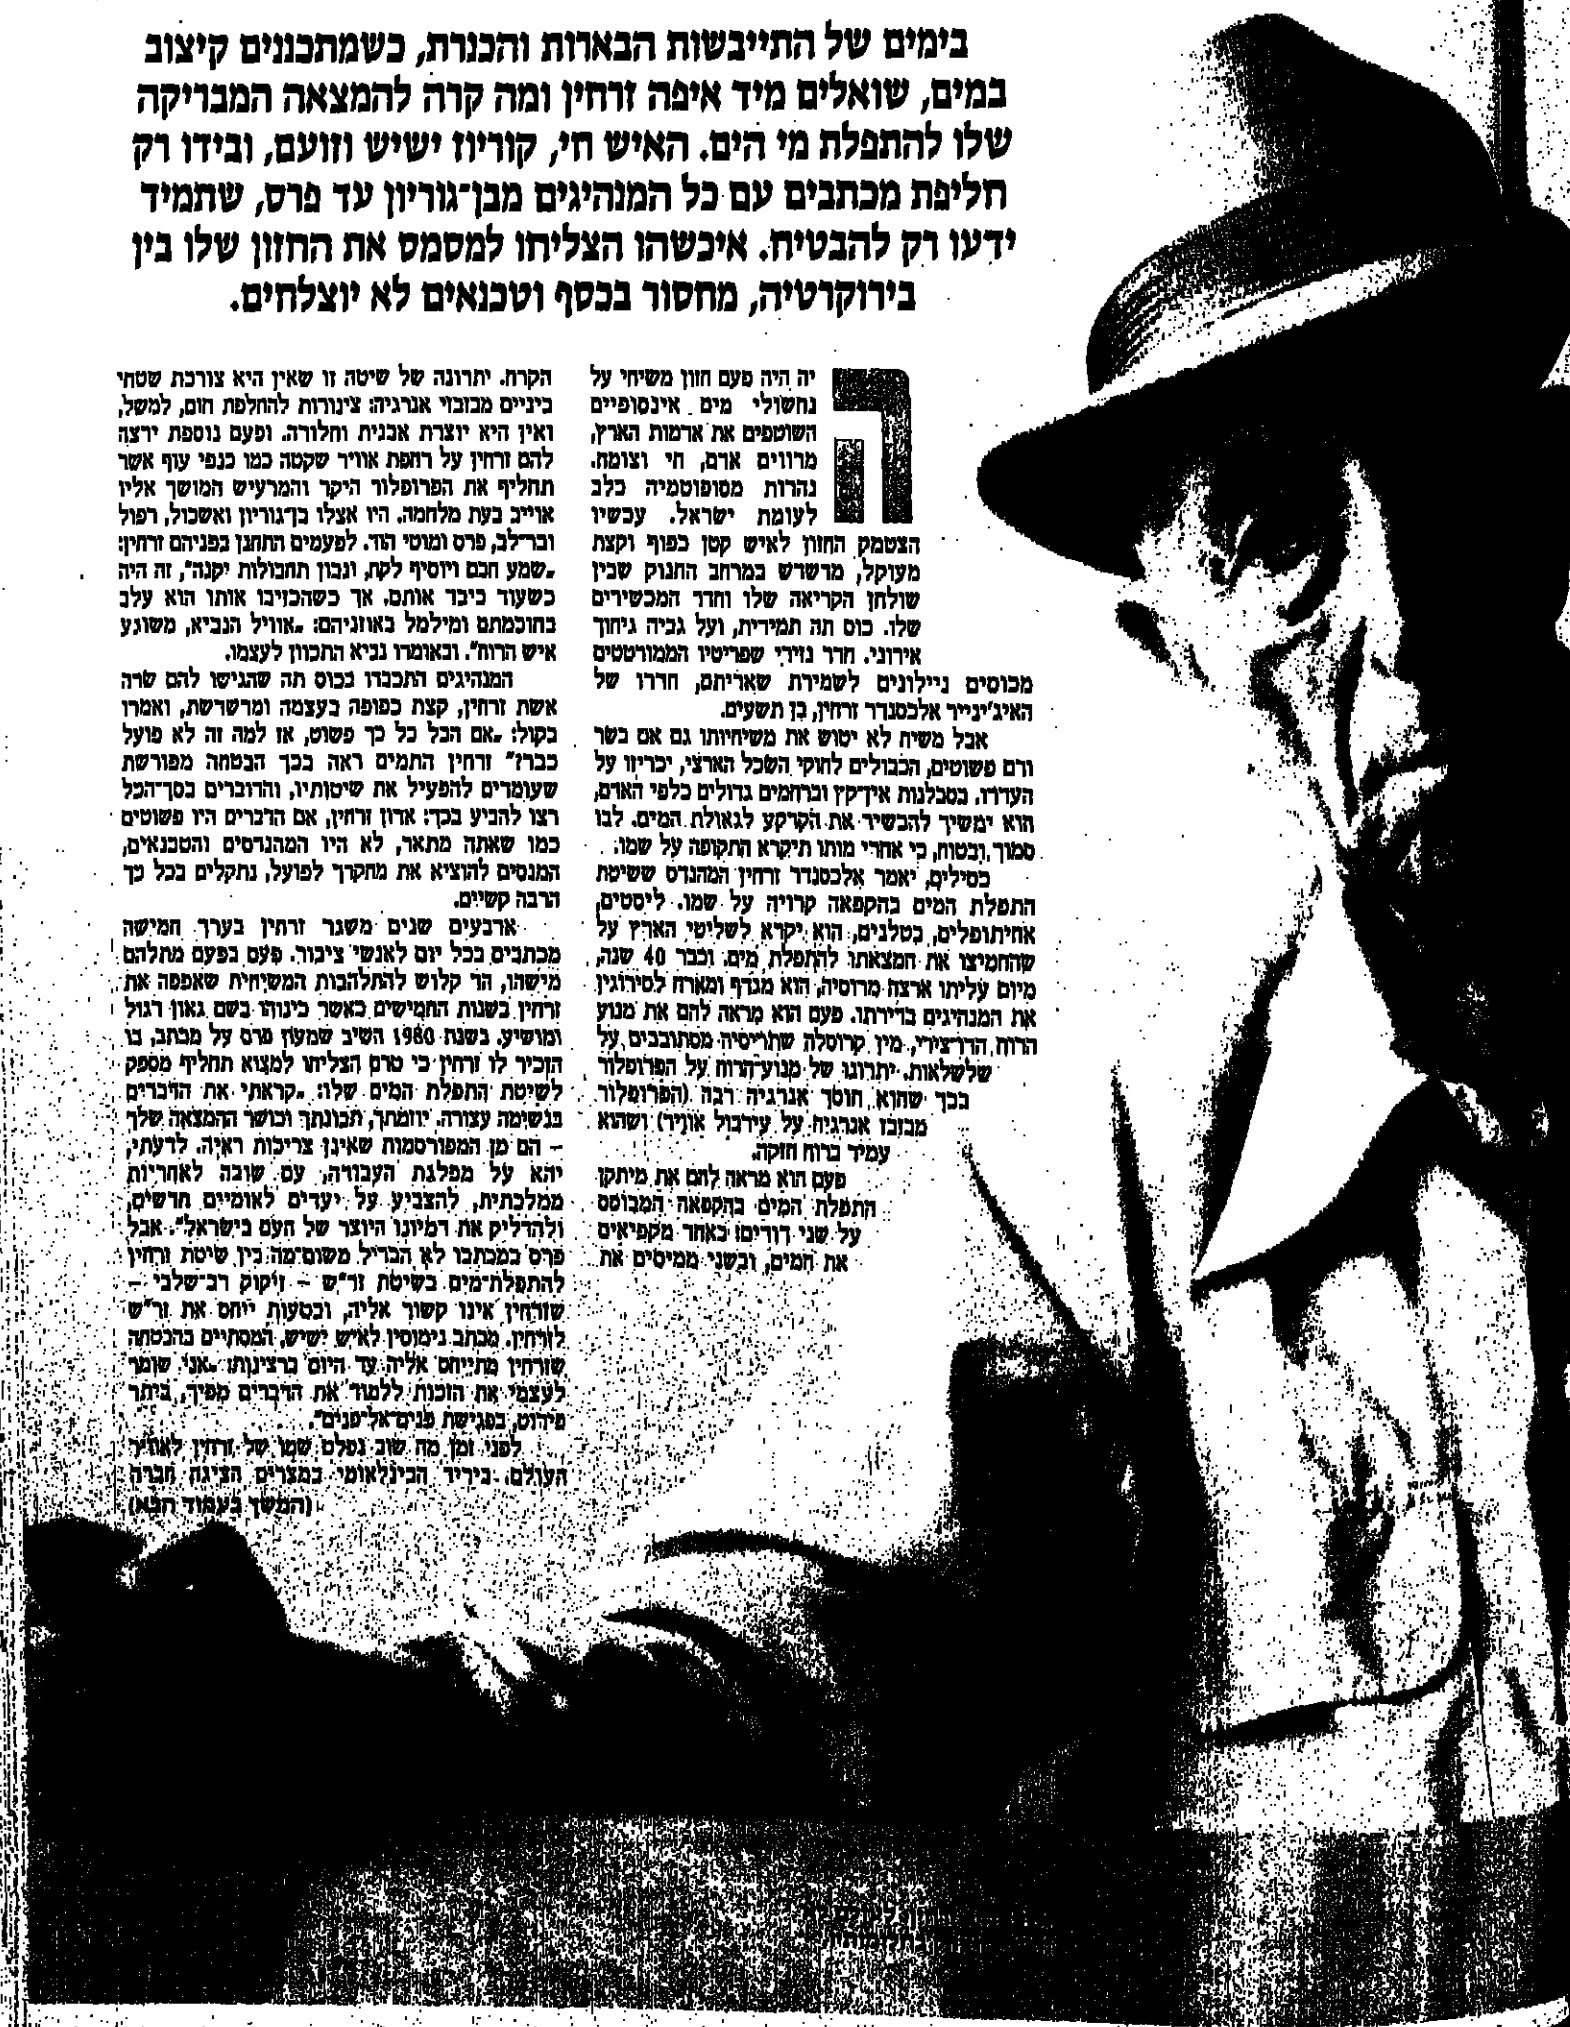 בימים של התייבשות הבארות והכנרת, כשמתכננים קיצוב
במים, שואלים מיד איפה זרחין ומה קרה להמצאה המבריקה
שלו להתפלת מי הים. האיש חי, קוריוז ישיש וזועם, ובידו רק
חליפת מכתבים עם כל המנהיגים מבן־גוריון עד פרס, שתמיד
ידעו רק להבטיח. איכשהו הצליחו למסמס את החזון שלו בין
בירוקרטיה, מחסור בכסף וטכנאים לא יוצלחים.
ה
יה היה פעם חזון משיחי על
נחשולי מים אינסופיים
השוטפים את אדמות הארץ,
מרווים אדם, חי וצומח.
נהרות מסופוטמיה כלב
לעומת ישראל. עכשיו
הצטמק החזון לאיש קטן כפוף וקצת
מעוקל, מדשדש במרחב החנוק שבין
שולחן הקריאה שלו וחדר המכשירים
שלו. כוס תה תמידית, ועל גביה גיחוך
אירוני. חדר נזירי שפריטיו הממורטטים
מכוסים ניילונים לשמירת שאריתם, חדרו של
האינג'ינייר אלכסנדר זרחין, בן תשעים.
אבל משיח לא יטוש את משיחיותו גם אם בשר
ודם פשוטים, הכבולים לחוקי השכל הארצי, יכריזו על
העדרו. בסבלנות אין־קץ וברחמים גדולים כלפי האדם,
הוא ימשיך להכשיר את הקרקע לגאולת המים. לבו
סמוך ובטוח, כי אחרי מותו תיקרא התקופה על שמו.
כסילים, יאמר אלכסנדר זרחין המהנדס ששיטת
התפלת המים בהקפאה קרויה על שמו. ליסטים,
אחיתופלים, בטלנים, הוא יקרא לשליטי הארץ על
שהחמיצו את המצאתו להתפלת מים. וכבר 40 שנה,
מיום עליתו ארצה מרוסיה, הוא מגדף ומארח לסירוגין
את המנהיגים בדירתו. פעם הוא מראה להם את מנוע
הרוח הדו־צירי, מין קרוסלה שתריסיה מסתובבים על
שלשלאות. יתרונו של מנוע־הרוח על הפרופלור
בכך שהוא חוסך אנרגיה רבה (הפרופלור
מבזבז אנרגיה על עירבול אוויר) ושהוא
עמיד ברוח חזקה.
פעם הוא מראה להם את מיתקן
התפלת המים בהקפאה המבוסס
על שני דוודים: באחד מקפיאים
את המים, ובשני ממיסים את
הקרח. יתרונה של שיטה זו שאין היא צורכת שטחי
ביניים מבזבזי אנרגיה: צינורות להחלפת חום, למשל,
ואין היא יוצרת אבנית וחלודה. ופעם נוספת ירצה
להם זרחין על רחפת אוויר שקטה כמו כנפי עוף אשר
תחליף את הפרופלור היקר והמרעיש המושך אליו
אוייב בעת מלחמה. היו אצלו בן־גוריון ואשכול, רפול
ובר־לב, פרס ומוטי הוד. לפעמים התחנן בפניהם זרחין:
„שמע חכם ויוסיף לקח, ונבון תחבולות יקנה", זה היה
כשעוד כיבד אותם. אך כשהכזיבו אותו הוא עלב
בחוכמתם ומילמל באוזניהם: „אוויל הנביא, משוגע
איש הרוח". ובאומרו נביא התכוון לעצמו.
המנהיגים התכבדו בכוס תה שהגישו להם שרה
אשת זרחין, קצת כפופה בעצמה ומדשדשת, ואמרו
בקול: „אם הכל כל כך פשוט, אז למה זה לא פועל
כבר?" זרחין התמים ראה בכך הבטחה מפורשת
שעומדים להפעיל את שיטותיו, והדוברים בסך־הכל
רצו להביע בכך: אדון זרחין, אם הדברים היו פשוטים
כמו שאתה מתאר, לא היו המהנדסים והטכנאים,
המנסים להוציא את מחקרך לפועל, נתקלים בכל כך
הרבה קשיים.
ארבעים שנים משגר זרחין בערך חמישה
מכתבים בכל יום לאנשי ציבור. פעם בפעם מתלהם
מישהו, הד קלוש להתלהבות המשיחית שאפפה את
זרחין בשנות החמישים כאשר כינוהו בשם גאון דגול
ומושיע. בשנת 1980 השיב שמעון פרס על מכתב, בו
הזכיר לו זרחין כי טרם הצליחו למצוא תחליף מספק
לשיטת התפלת המים שלו: „קראתי את הדברים
בנשימה עצורה. יוזמתך, תבונתך וכושר ההמצאה שלך
– הם מן המפורסמות שאינן צריכות ראיה. לדעתי,
יהא על מפלגת העבודה, עם שובה לאחריות
ממלכתית, להצביע על יעדים לאומיים חדשים,
ולהדליק את דמיונו היוצר של העם בישראל". אבל
פרס במכתבו לא הבדיל משום־מה בין שיטת זרחין
להתפלת־מים בשיטת זר"ש – זיקוק רב־שלבי –
שזרחין אינו קשור אליה, ובטעות ייחס את זר"ש
לזרחין. מכתב נימוסין לאיש ישיש, המסתיים בהבטחה
שזרחין מתייחס אליה עד היום ברצינות: „אני שומר
לעצמי את הזכות ללמוד את הדברים מפיך, ביתר
פירוט, בפגישת פנים־אל־פנים".
לפני זמן מה שוב נפלט שמו של זרחין לאוויר
העולם. ביריד הבינלאומי במצרים הציגה חברה
(המשך בעמוד הבא)